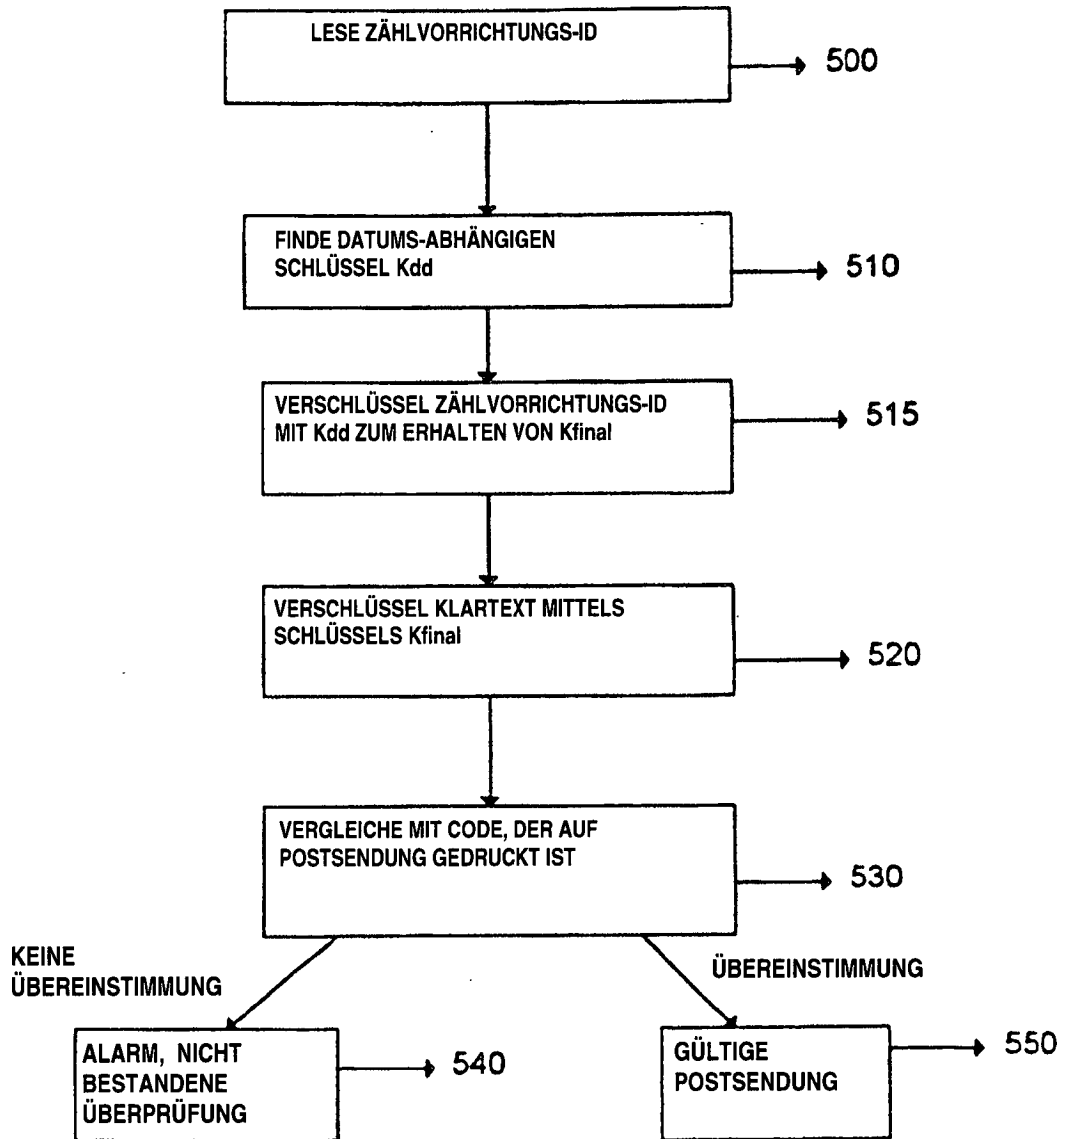 LESE ZÄHLVORRICHTUNGS-ID
500
FINDE DATUMS-ABHÄNGIGEN
SCHLÜSSEL Kdd
510
VERSCHLÜSSEL ZÄHLVORRICHTUNGS-ID
MIT Kdd ZUM ERHALTEN VON Kfinal
515
VERSCHLÜSSEL KLARTEXT MITTELS
SCHLÜSSELS Kfinal
520
VERGLEICHE MIT CODE, DER AUF
POSTSENDUNG GEDRUCKT IST
530
KEINE
ÜBEREINSTIMMUNG
ÜBEREINSTIMMUNG
ALARM, NICHT
BESTANDENE
ÜBERPRÜFUNG
540
GÜLTIGE
POSTSENDUNG
550